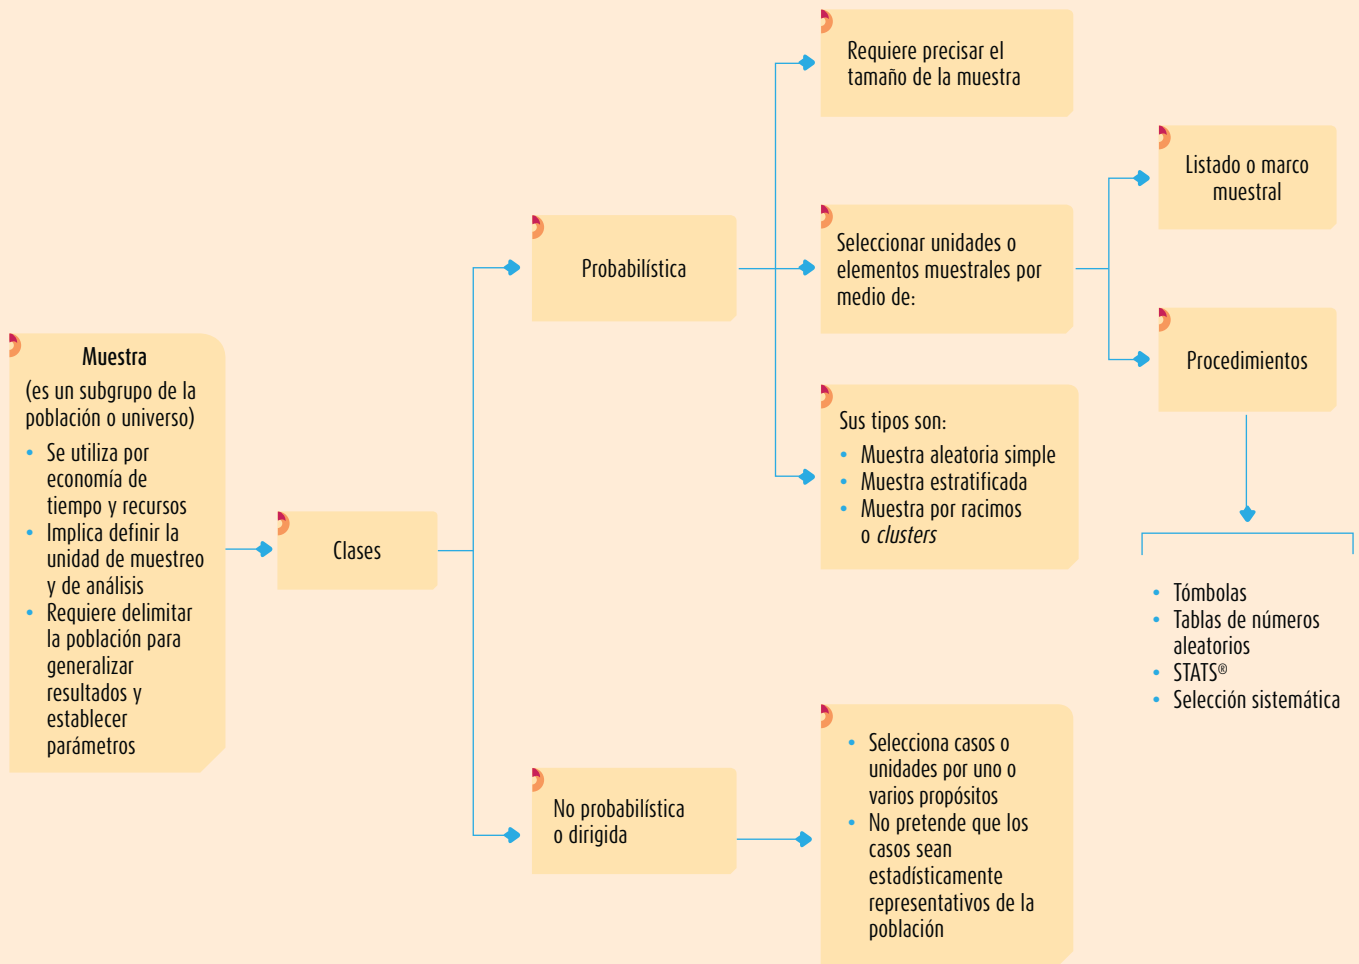 Muestra
(es un subgrupo de la
población o universo)
• Se utiliza por
economía de
tiempo y recursos
• Implica definir la
unidad de muestreo
y de análisis
• Requiere delimitar
la población para
generalizar
resultados y
establecer
parámetros
Clases
Probabilística
Requiere precisar el
tamaño de la muestra
Seleccionar unidades o
elementos muestrales por
medio de:
Listado o marco
muestral
Procedimientos
• Tómbolas
• Tablas de números
aleatorios
• STATS®
• Selección sistemática
Sus tipos son:
• Muestra aleatoria simple
• Muestra estratificada
• Muestra por racimos
o clusters
No probabilística
o dirigida
• Selecciona casos o
unidades por uno o
varios propósitos
• No pretende que los
casos sean
estadísticamente
representativos de la
población